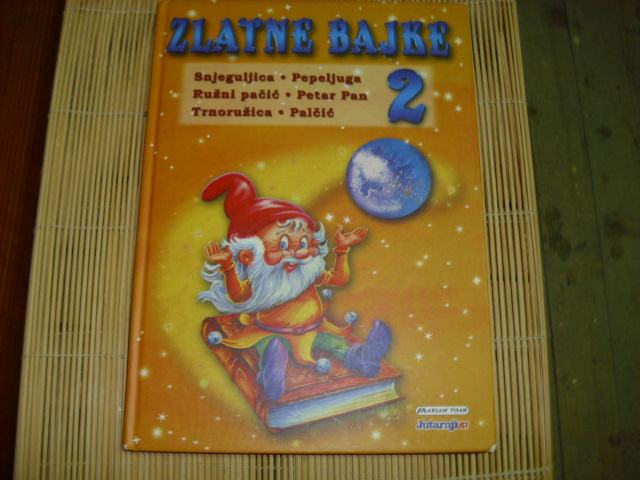 ZLATNE BAJKE
Snjeguljica • Pepeljuga
Ružni pačić • Petar Pan
Trnoružica • Palčić
2
MARJAN TISAK
Jutarnji LIST